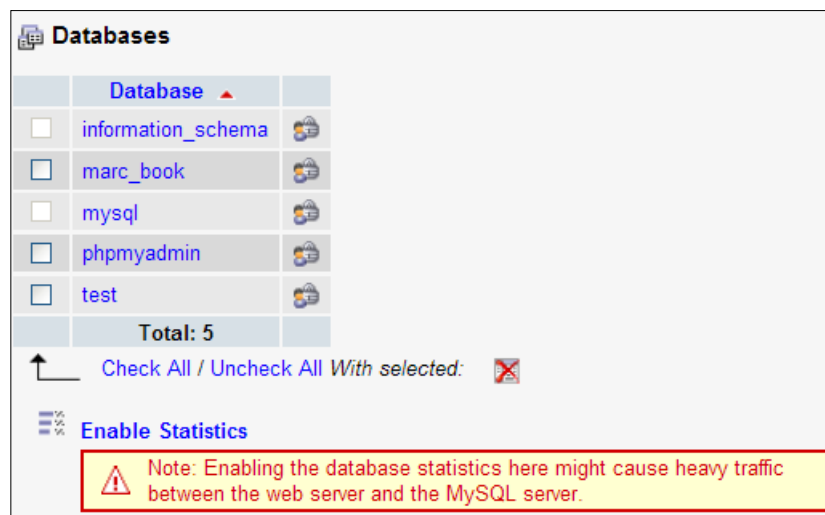 Databases
Database
information_schema
marc_book
mysql
phpmyadmin
test
Total: 5
Check All / Uncheck All With selected:
Enable Statistics
Note: Enabling the database statistics here might cause heavy traffic
between the web server and the MySQL server.